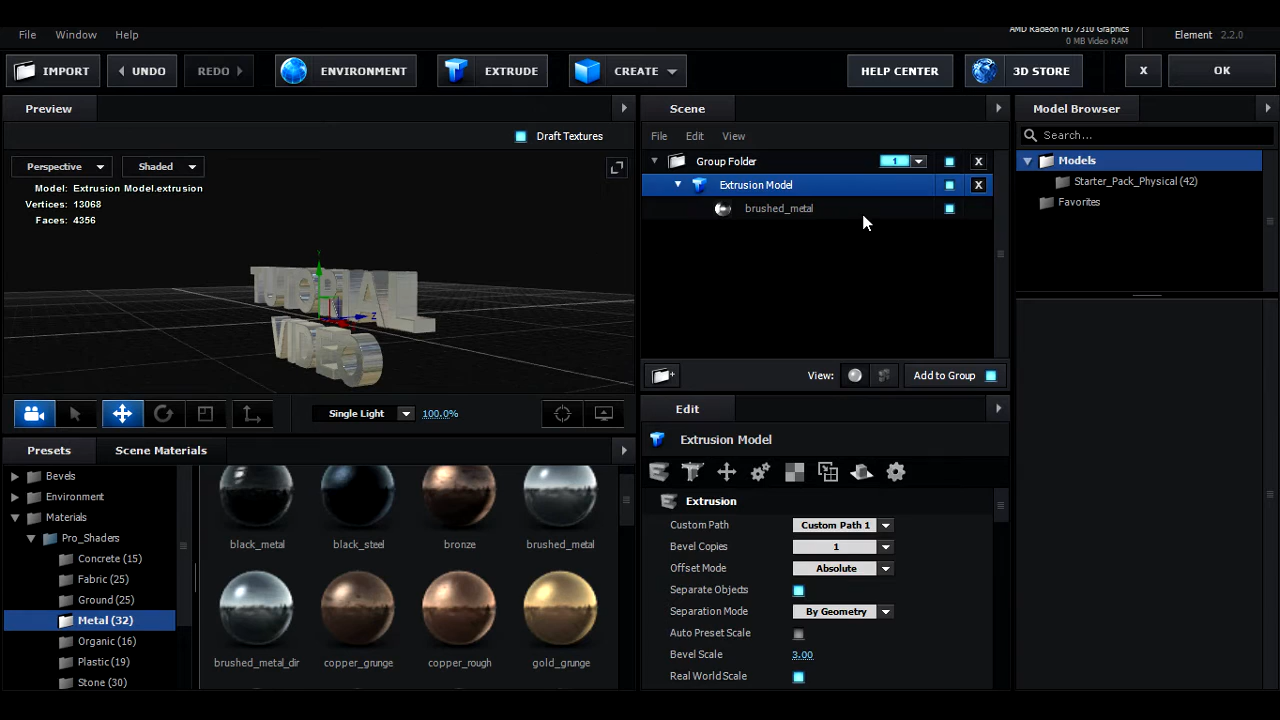 File Window Help AMD Radeon HD 7310 Graphics
0 MB Video RAM Element 2.2.0
IMPORT UNDO REDO ENVIRONMENT EXTRUDE CREATE HELP CENTER 3D STORE X OK
Preview
Draft Textures
Perspective Shaded
Model: Extrusion Model.extrusion
Vertices: 13068
Faces: 4356
TUTORIAL
VIDEO
Single Light 100.0%
Scene
File Edit View
Group Folder 1 X
Extrusion Model X
brushed_metal
View: Add to Group
Model Browser
Search...
Models
Starter_Pack_Physical (42)
Favorites
Presets Scene Materials
Bevels
Environment
Materials
Pro_Shaders
Concrete (15)
Fabric (25)
Ground (25)
Metal (32)
Organic (16)
Plastic (19)
Stone (30)
black_metal black_steel bronze brushed_metal
brushed_metal_dir copper_grunge copper_rough gold_grunge
Edit
Extrusion Model
Extrusion
Custom Path Custom Path 1
Bevel Copies 1
Offset Mode Absolute
Separate Objects
Separation Mode By Geometry
Auto Preset Scale
Bevel Scale 3.00
Real World Scale